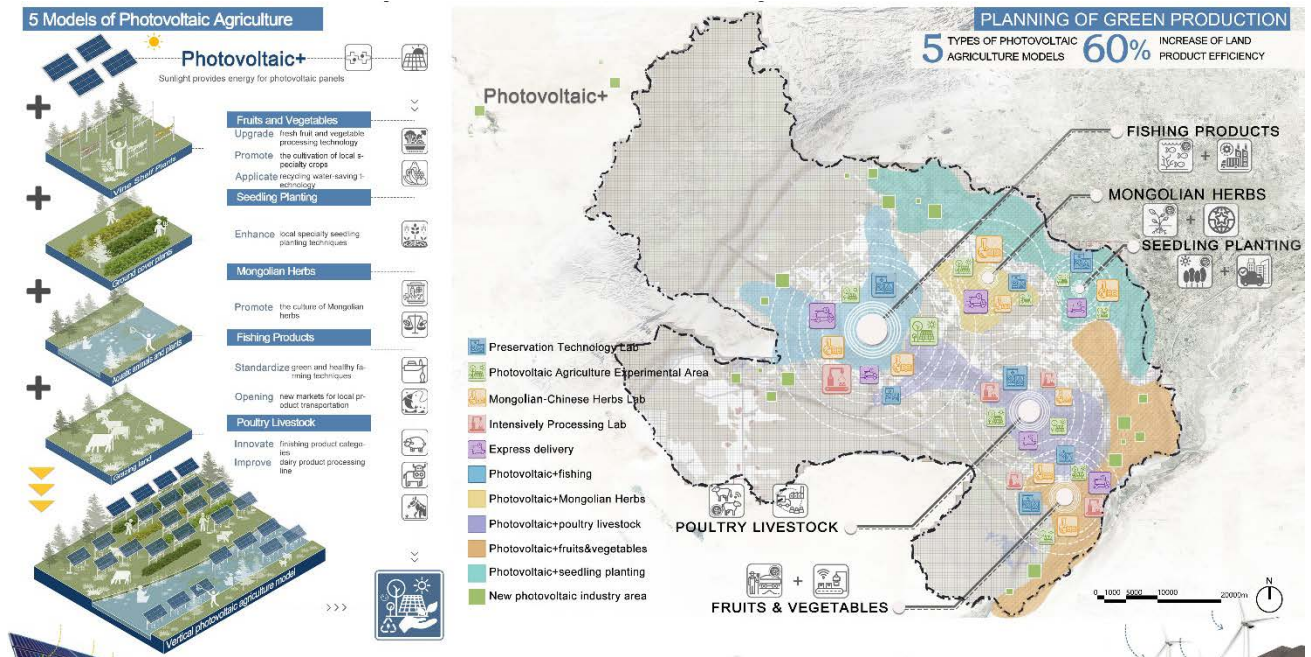 5 Models of Photovoltaic Agriculture
Photovoltaic+
Sunlight provides energy for photovoltaic panels
Vine Shelf Plants
Fruits and Vegetables
Upgrade fresh fruit and vegetable
processing technology
Promote the cultivation of local s-
pecialty crops
Applicate recycling water-saving t-
echnology
Ground cover plants
Seedling Planting
Enhance local specialty seedling
planting techniques
Aquatic animals and plants
Mongolian Herbs
Promote the culture of Mongolian
herbs
Fishing Products
Standardize green and healthy fa-
rming techniques
Opening new markets for local pr-
oduct transportation
Grazing land
Poultry Livestock
Innovate finishing product catego-
ies
Improve dairy product processing
line
Vertical photovoltaic agriculture model
PLANNING OF GREEN PRODUCTION
5 TYPES OF PHOTOVOLTAIC
AGRICULTURE MODELS
60% INCREASE OF LAND
PRODUCT EFFICIENCY
Photovoltaic+
FISHING PRODUCTS
MONGOLIAN HERBS
SEEDLING PLANTING
Preservation Technology Lab
Photovoltaic Agriculture Experimental Area
Mongolian-Chinese Herbs Lab
Intensively Processing Lab
Express delivery
Photovoltaic+fishing
Photovoltaic+Mongolian Herbs
Photovoltaic+poultry livestock
Photovoltaic+fruits&vegetables
Photovoltaic+seedling planting
New photovoltaic industry area
POULTRY LIVESTOCK
FRUITS & VEGETABLES
0 1000 5000 10000 20000m
N